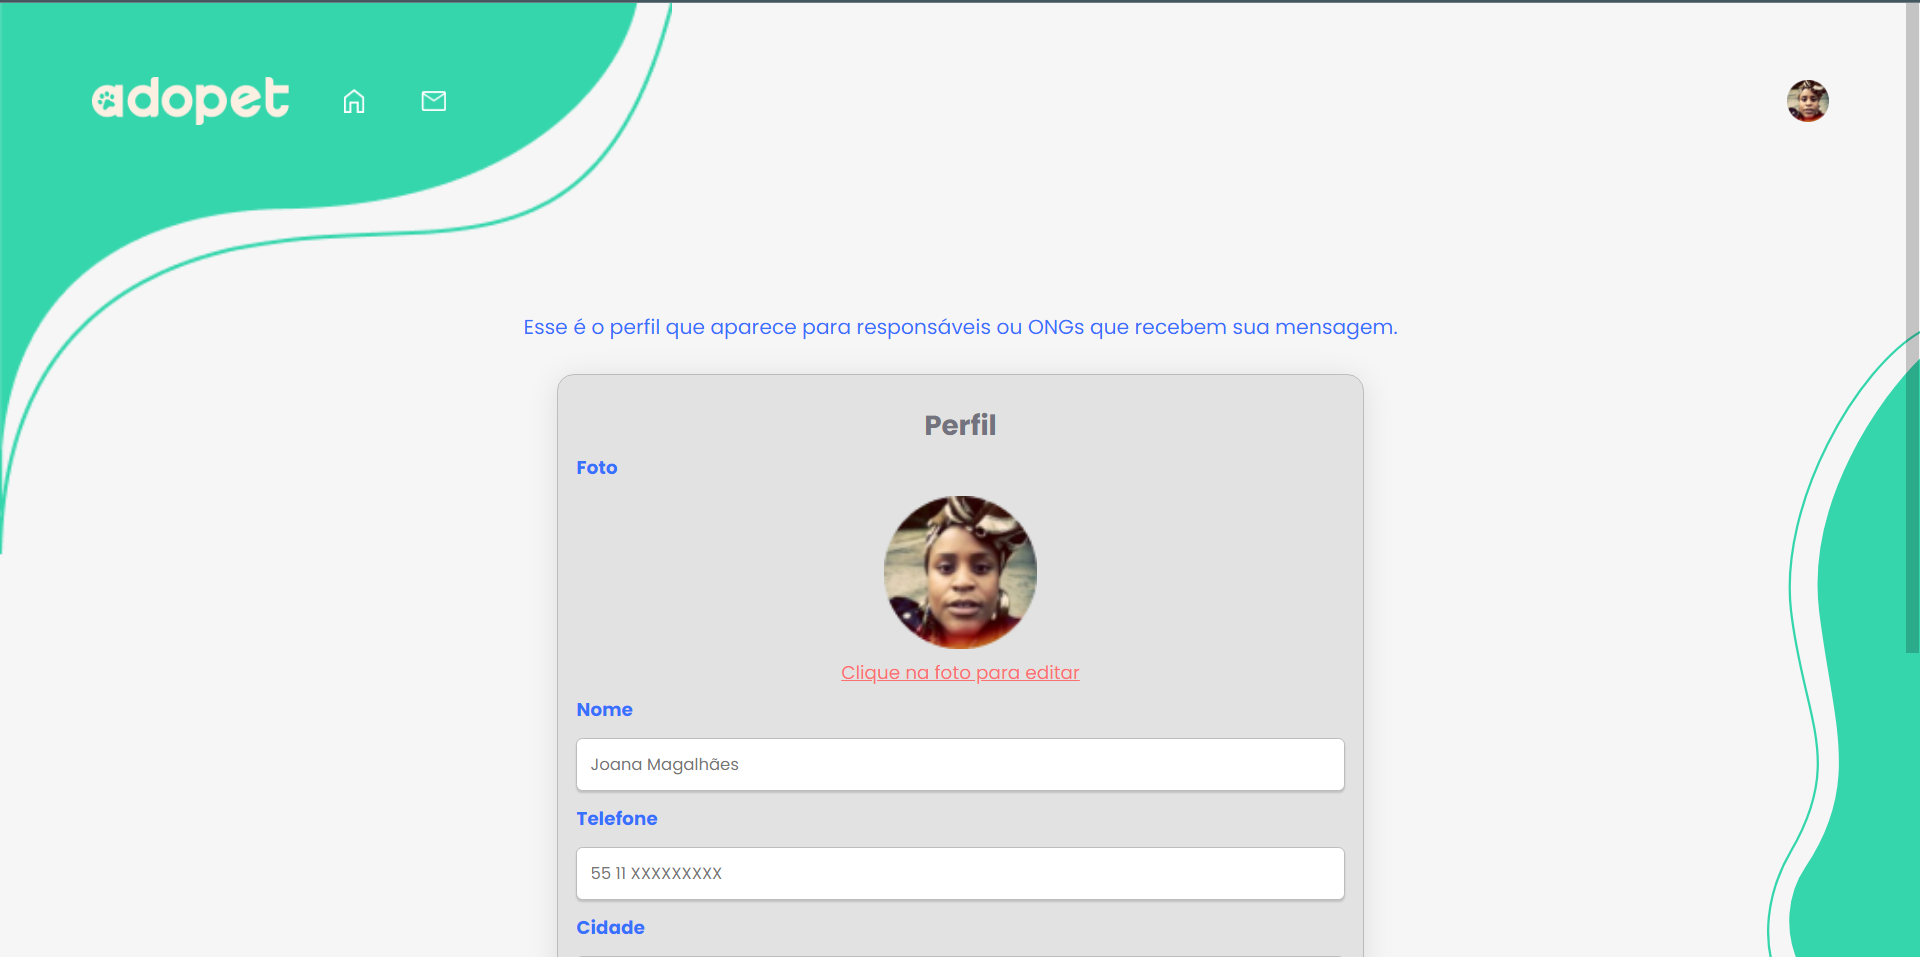 adopet
Esse é o perfil que aparece para responsáveis ou ONGs que recebem sua mensagem.
Perfil
Foto
Clique na foto para editar
Nome
Joana Magalhães
Telefone
55 11 XXXXXXXXX
Cidade